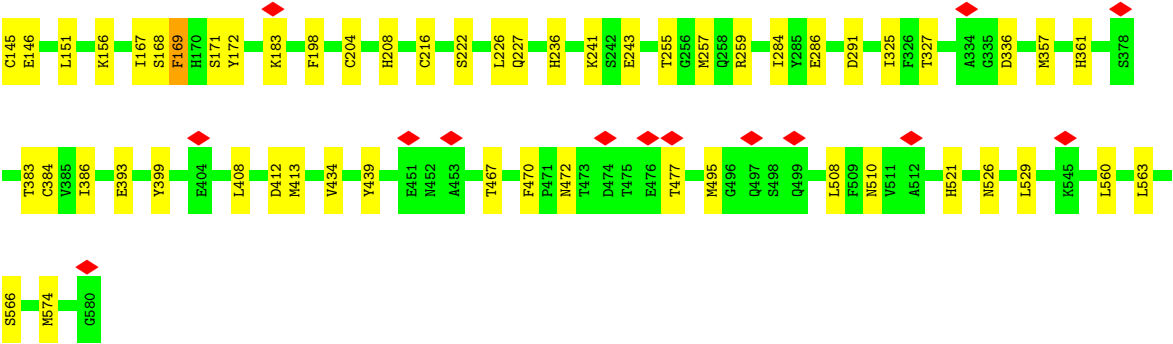 C145 E146 L151 K156 I167 S168 F169 H170 S171 Y172 K183 F198 C204 H208 C216 S222 L226 Q227 H236 K241 S242 E243 T255 G256 M257 Q258 R259 I284 Y285 E286 D291 I325 F326 T327 A334 G335 D336 M357 H361 S378
T383 C384 V385 I386 E393 Y399 E404 L408 D412 M413 V434 Y439 E451 N452 A453 T467 F470 P471 N472 T473 D474 T475 E476 T477 M495 G496 Q497 S498 Q499 L508 F509 N510 V511 A512 H521 N526 L529 K545 L560 L563
S566 M574 G580